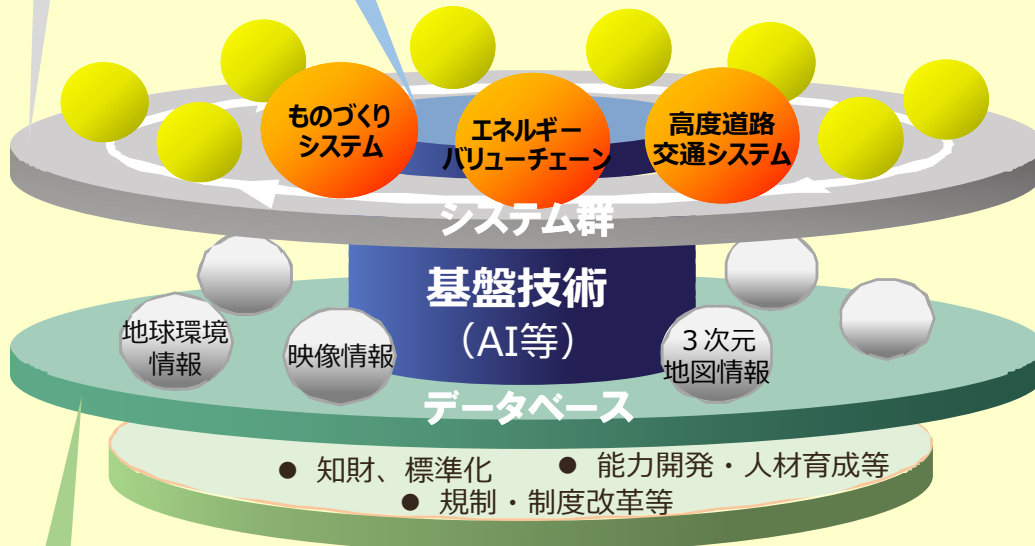 ものづくり
システム
エネルギー
バリューチェーン
高度道路
交通システム
システム群
基盤技術
（AI等）
地球環境
情報
映像情報
３次元
地図情報
データベース
● 知財、標準化
● 能力開発・人材育成等
● 規制・制度改革等